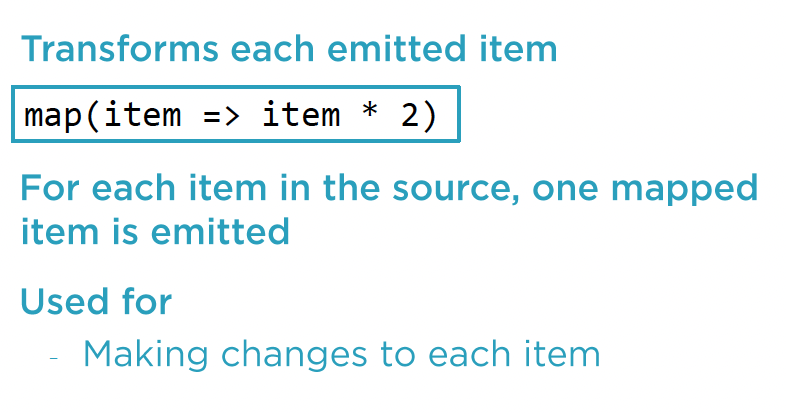 Transforms each emitted item
map(item => item * 2)
For each item in the source, one mapped
item is emitted
Used for
- Making changes to each item